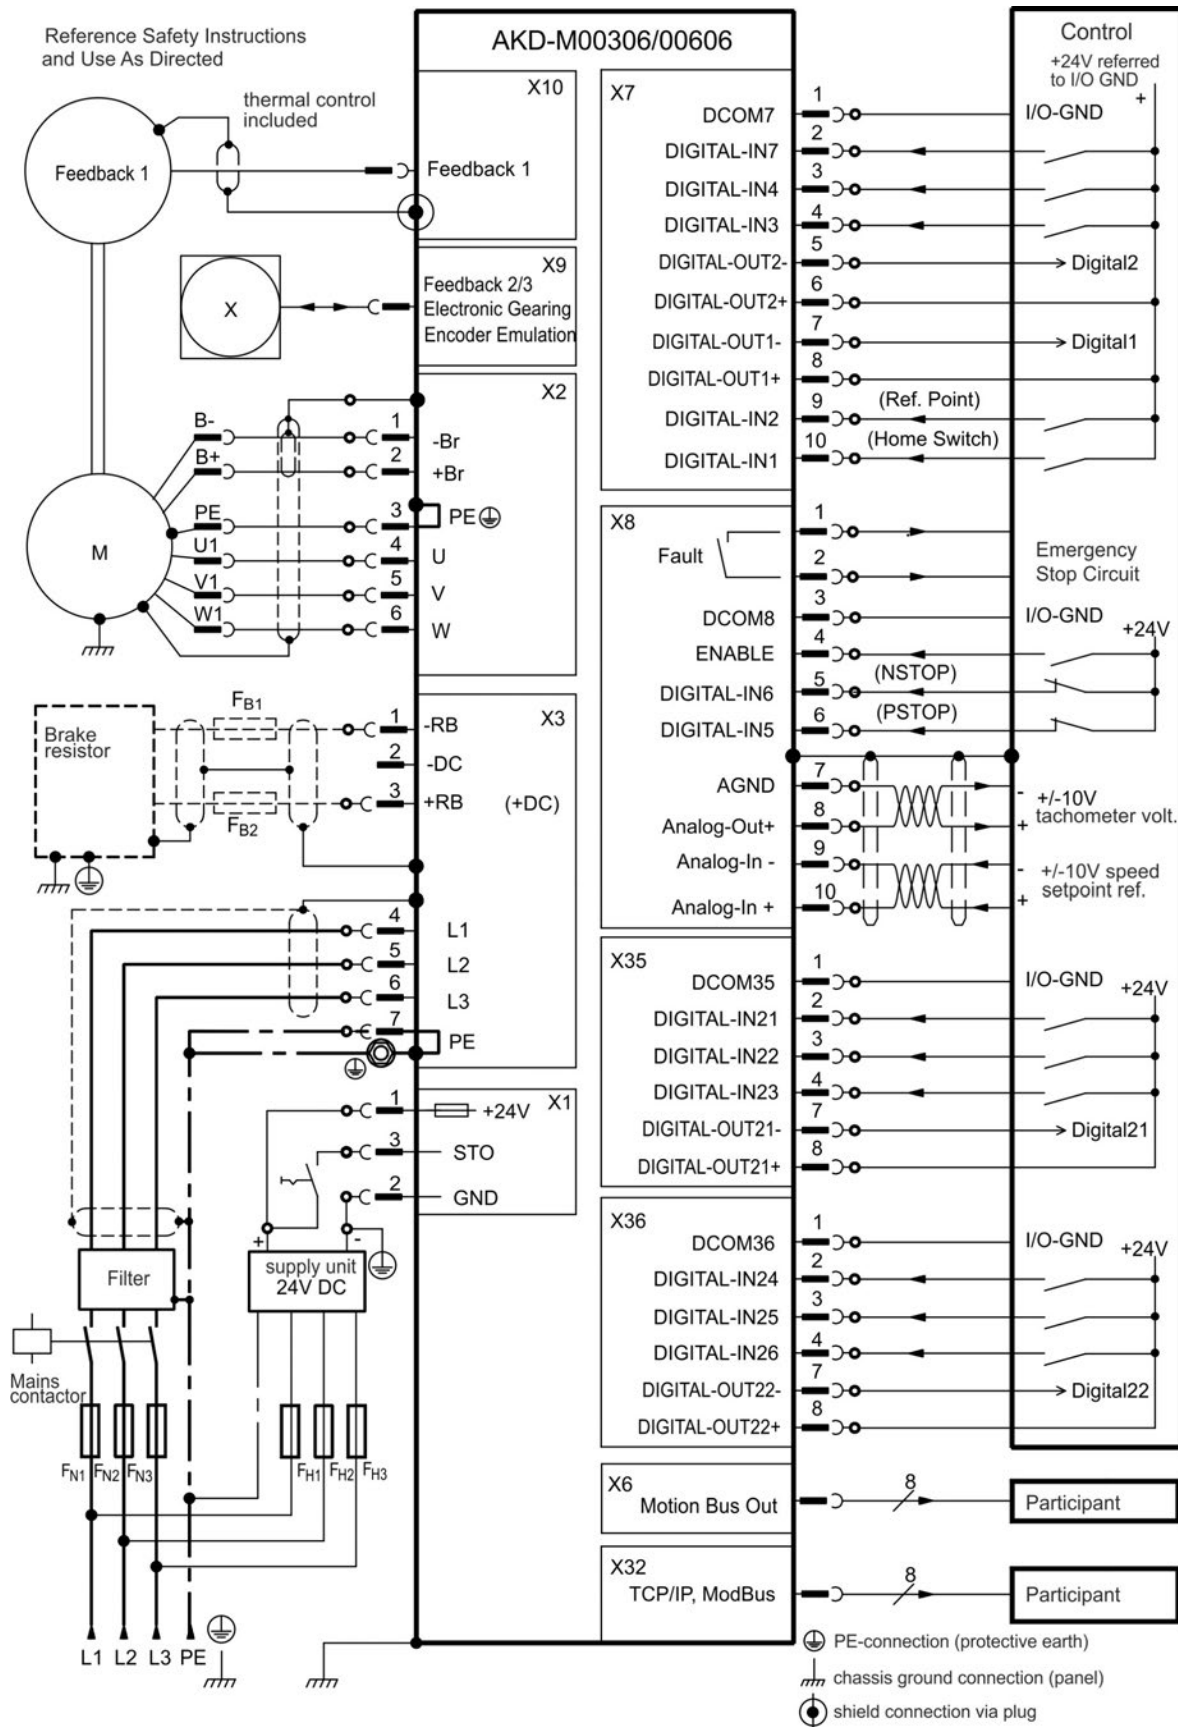 Reference Safety Instructions
and Use As Directed
AKD-M00306/00606
Control
+24V referred
to I/O GND
+
thermal control
included
Feedback 1
X10
Feedback 1
X
X9
Feedback 2/3
Electronic Gearing
Encoder Emulation
X2
B- 1 -Br
B+ 2 +Br
PE 3 PE
U1 4 U
V1 5 V
W1 6 W
M
Brake
resistor
FB1
FB2
X3
1 -RB
2 -DC
3 +RB (+DC)
4 L1
5 L2
6 L3
7 PE
X1
1 +24V
3 STO
2 GND
+ -
supply unit
24V DC
Filter
Mains
contactor
FN1 FN2 FN3 FH1 FH2 FH3
L1 L2 L3 PE
X7
DCOM7 1 I/O-GND
DIGITAL-IN7 2
DIGITAL-IN4 3
DIGITAL-IN3 4
DIGITAL-OUT2- 5 Digital2
DIGITAL-OUT2+ 6
DIGITAL-OUT1- 7 Digital1
DIGITAL-OUT1+ 8
DIGITAL-IN2 9 (Ref. Point)
DIGITAL-IN1 10 (Home Switch)
X8
1
Fault
2
Emergency
Stop Circuit
DCOM8 3 I/O-GND
+24V
ENABLE 4
DIGITAL-IN6 5 (NSTOP)
DIGITAL-IN5 6 (PSTOP)
AGND 7 -
Analog-Out+ 8 +
+/-10V
tachometer volt.
Analog-In - 9 -
Analog-In + 10 +
+/-10V speed
setpoint ref.
X35
DCOM35 1 I/O-GND
+24V
DIGITAL-IN21 2
DIGITAL-IN22 3
DIGITAL-IN23 4
DIGITAL-OUT21- 7 Digital21
DIGITAL-OUT21+ 8
X36
DCOM36 1 I/O-GND
+24V
DIGITAL-IN24 2
DIGITAL-IN25 3
DIGITAL-IN26 4
DIGITAL-OUT22- 7 Digital22
DIGITAL-OUT22+ 8
X6
Motion Bus Out 8 Participant
X32
TCP/IP, ModBus 8 Participant
PE-connection (protective earth)
chassis ground connection (panel)
shield connection via plug